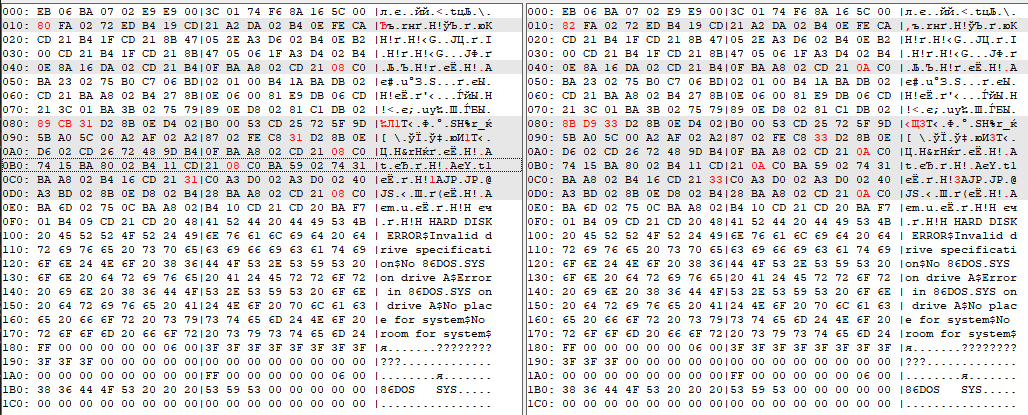 000: EB 06 BA 07 02 E9 E9 00|3C 01 74 F6 8A 16 5C 00 |л.є..йй.<.tцЉ.\.
010: 80 FA 02 72 ED B4 19 CD|21 A2 DA 02 B4 0E FE CA |Ђъ.rнґ.Н!ўЪ.ґ.юК
020: CD 21 B4 1F CD 21 8B 47|05 2E A3 D6 02 B4 0E B2 |Н!ґ.Н!‹G..ЈЦ.ґ.І
030: 00 CD 21 B4 1F CD 21 8B|47 05 06 1F A3 D4 02 B4 |.Н!ґ.Н!‹G...ЈФ.ґ
040: 0E 8A 16 DA 02 CD 21 B4|0F BA A8 02 CD 21 08 C0 |.Љ.Ъ.Н!ґ.єЁ.Н!.А
050: BA 23 02 75 B0 C7 06 BD|02 01 00 B4 1A BA DB 02
060: CD 21 BA A8 02 B4 27 8B|0E 06 00 81 E9 DB 06 CD
070: 21 3C 01 BA 3B 02 75 79|89 0E D8 02 81 C1 DB 02
080: 89 CB 31 D2 8B 0E D4 02|B0 00 53 CD 25 72 5F 9D
090: 5B A0 5C 00 A2 AF 02 A2|87 02 FE C8 31 D2 8B 0E
0A0: D6 02 CD 26 72 48 9D B4|0F BA A8 02 CD 21 08 C0
0B0: 74 15 BA 80 02 B4 11 CD|21 08 C0 BA 59 02 74 31
0C0: BA A8 02 B4 16 CD 21 31|C0 A3 D0 02 A3 D0 02 40
0D0: A3 BD 02 8B 0E D8 02 B4|28 BA A8 02 CD 21 08 C0
0E0: BA 6D 02 75 0C BA A8 02|B4 10 CD 21 CD 20 BA F7
0F0: 01 B4 09 CD 21 CD 20 48|41 52 44 20 44 49 53 4B |.ґ.Н!Н HARD DISK
100: 20 45 52 52 4F 52 24 49|6E 76 61 6C 69 64 20 64 | ERROR$Invalid d
110: 72 69 76 65 20 73 70 65|63 69 66 69 63 61 74 69 |rive specificati
120: 6F 6E 24 4E 6F 20 38 36|44 4F 53 2E 53 59 53 20 |on$No 86DOS.SYS
130: 6F 6E 20 64 72 69 76 65|20 41 24 45 72 72 6F 72 |on drive A$Error
140: 20 69 6E 20 38 36 44 4F|53 2E 53 59 53 20 6F 6E | in 86DOS.SYS on
150: 20 64 72 69 76 65 20 41|24 4E 6F 20 70 6C 61 63 | drive A$No plac
160: 65 20 66 6F 72 20 73 79|73 74 65 6D 24 4E 6F 20 |e for system$No
170: 72 6F 6F 6D 20 66 6F 72|20 73 79 73 74 65 6D 24 |room for system$
180: FF 00 00 00 00 00 06 00|3F 3F 3F 3F 3F 3F 3F 3F |я.......????????
190: 3F 3F 3F 00 00 00 00 00|00 00 00 00 00 00 00 00 |???.............
1A0: 00 00 00 00 00 00 00 00|FF 00 00 00 00 00 06 00 |........я.......
1B0: 38 36 44 4F 53 20 20 20|53 59 53 00 00 00 00 00 |86DOS   SYS.....
1C0: 00 00 00 00 00 00 00 00|00 00 00 00 00 00 00 00 |................
000: EB 06 BA 07 02 E9 E9 00|3C 01 74 F6 8A 16 5C 00 |л.є..йй.<.tцЉ.\.
010: 82 FA 02 72 ED B4 19 CD|21 A2 DA 02 B4 0E FE CA |‚ъ.rнґ.Н!ўЪ.ґ.юК
020: CD 21 B4 1F CD 21 8B 47|05 2E A3 D6 02 B4 0E B2 |Н!ґ.Н!‹G..ЈЦ.ґ.І
030: 00 CD 21 B4 1F CD 21 8B|47 05 06 1F A3 D4 02 B4 |.Н!ґ.Н!‹G...ЈФ.ґ
040: 0E 8A 16 DA 02 CD 21 B4|0F BA A8 02 CD 21 0A C0 |.Љ.Ъ.Н!ґ.єЁ.Н!.А
050: BA 23 02 75 B0 C7 06 BD|02 01 00 B4 1A BA DB 02
060: CD 21 BA A8 02 B4 27 8B|0E 06 00 81 E9 DB 06 CD
070: 21 3C 01 BA 3B 02 75 79|89 0E D8 02 81 C1 DB 02
080: 8B D9 33 D2 8B 0E D4 02|B0 00 53 CD 25 72 5F 9D
090: 5B A0 5C 00 A2 AF 02 A2|87 02 FE C8 33 D2 8B 0E
0A0: D6 02 CD 26 72 48 9D B4|0F BA A8 02 CD 21 0A C0
0B0: 74 15 BA 80 02 B4 11 CD|21 0A C0 BA 59 02 74 31
0C0: BA A8 02 B4 16 CD 21 33|C0 A3 D0 02 A3 D0 02 40
0D0: A3 BD 02 8B 0E D8 02 B4|28 BA A8 02 CD 21 0A C0
0E0: BA 6D 02 75 0C BA A8 02|B4 10 CD 21 CD 20 BA F7
0F0: 01 B4 09 CD 21 CD 20 48|41 52 44 20 44 49 53 4B |.ґ.Н!Н HARD DISK
100: 20 45 52 52 4F 52 24 49|6E 76 61 6C 69 64 20 64 | ERROR$Invalid d
110: 72 69 76 65 20 73 70 65|63 69 66 69 63 61 74 69 |rive specificati
120: 6F 6E 24 4E 6F 20 38 36|44 4F 53 2E 53 59 53 20 |on$No 86DOS.SYS
130: 6F 6E 20 64 72 69 76 65|20 41 24 45 72 72 6F 72 |on drive A$Error
140: 20 69 6E 20 38 36 44 4F|53 2E 53 59 53 20 6F 6E | in 86DOS.SYS on
150: 20 64 72 69 76 65 20 41|24 4E 6F 20 70 6C 61 63 | drive A$No plac
160: 65 20 66 6F 72 20 73 79|73 74 65 6D 24 4E 6F 20 |e for system$No
170: 72 6F 6F 6D 20 66 6F 72|20 73 79 73 74 65 6D 24 |room for system$
180: FF 00 00 00 00 00 06 00|3F 3F 3F 3F 3F 3F 3F 3F |я.......????????
190: 3F 3F 3F 00 00 00 00 00|00 00 00 00 00 00 00 00 |???.............
1A0: 00 00 00 00 00 00 00 00|FF 00 00 00 00 00 06 00 |........я.......
1B0: 38 36 44 4F 53 20 20 20|53 59 53 00 00 00 00 00 |86DOS   SYS.....
1C0: 00 00 00 00 00 00 00 00|00 00 00 00 00 00 00 00 |................